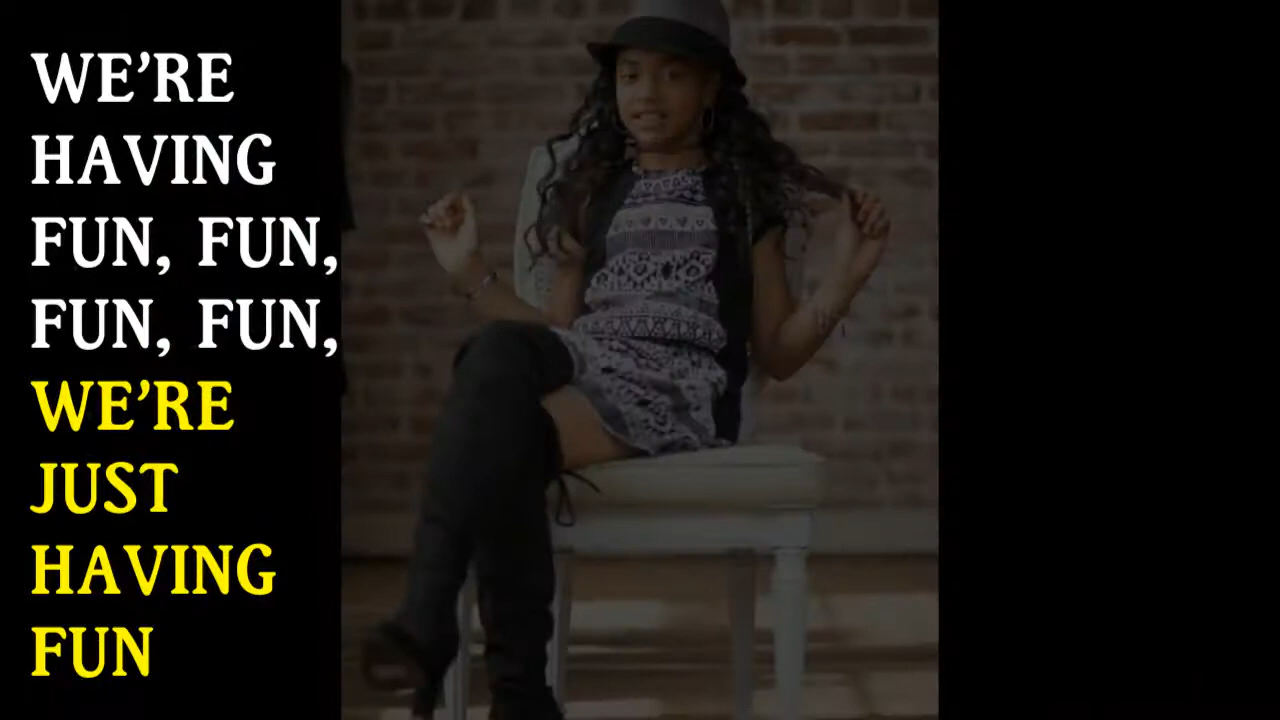 WE’RE
HAVING
FUN, FUN,
FUN, FUN,
WE’RE
JUST
HAVING
FUN